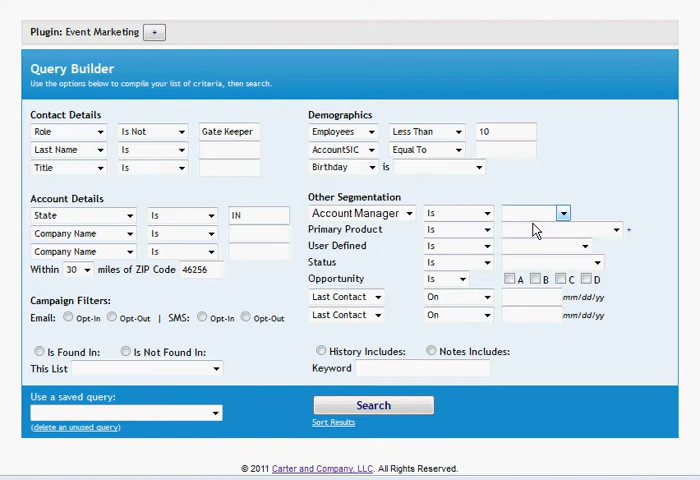 Plugin: Event Marketing +
Query Builder
Use the options below to compile your list of criteria, then search.
Contact Details
Role Is Not Gate Keeper
Last Name Is
Title Is
Account Details
State Is IN
Company Name Is
Company Name Is
Within 30 miles of ZIP Code 46256
Campaign Filters:
Email: Opt-In Opt-Out | SMS: Opt-In Opt-Out
Is Found In: Is Not Found In:
This List
Demographics
Employees Less Than 10
AccountSIC Equal To
Birthday is
Other Segmentation
Account Manager Is
Primary Product Is +
User Defined Is
Status Is
Opportunity Is A B C D
Last Contact On mm/dd/yy
Last Contact On mm/dd/yy
History Includes: Notes Includes:
Keyword
Use a saved query:
(delete an unused query)
Search
Sort Results
© 2011 Carter and Company, LLC. All Rights Reserved.